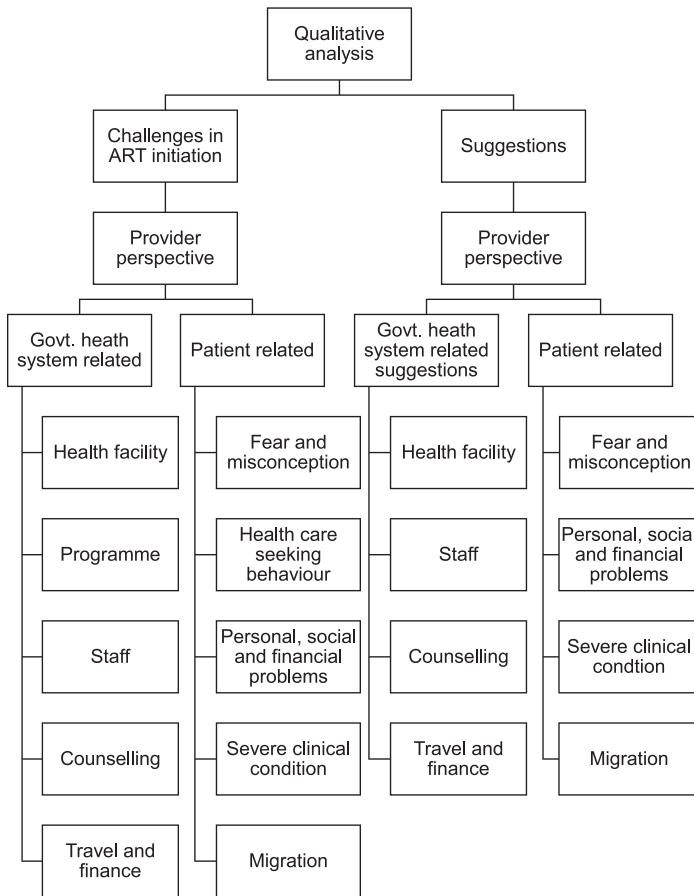 Qualitative
analysis
Challenges in
ART initiation
Suggestions
Provider
perspective
Provider
perspective
Govt. heath
system related
Patient related
Govt. heath
system related
suggestions
Patient related
Health facility
Fear and
misconception
Health facility
Fear and
misconception
Programme
Health care
seeking
behaviour
Staff
Personal, socia
and financial
problems
Staff
Personal, social
and financial
problems
Counselling
Severe clinical
condtion
Counselling
Severe clinical
condition
Travel and
finance
Migration
Travel and
finance
Migration